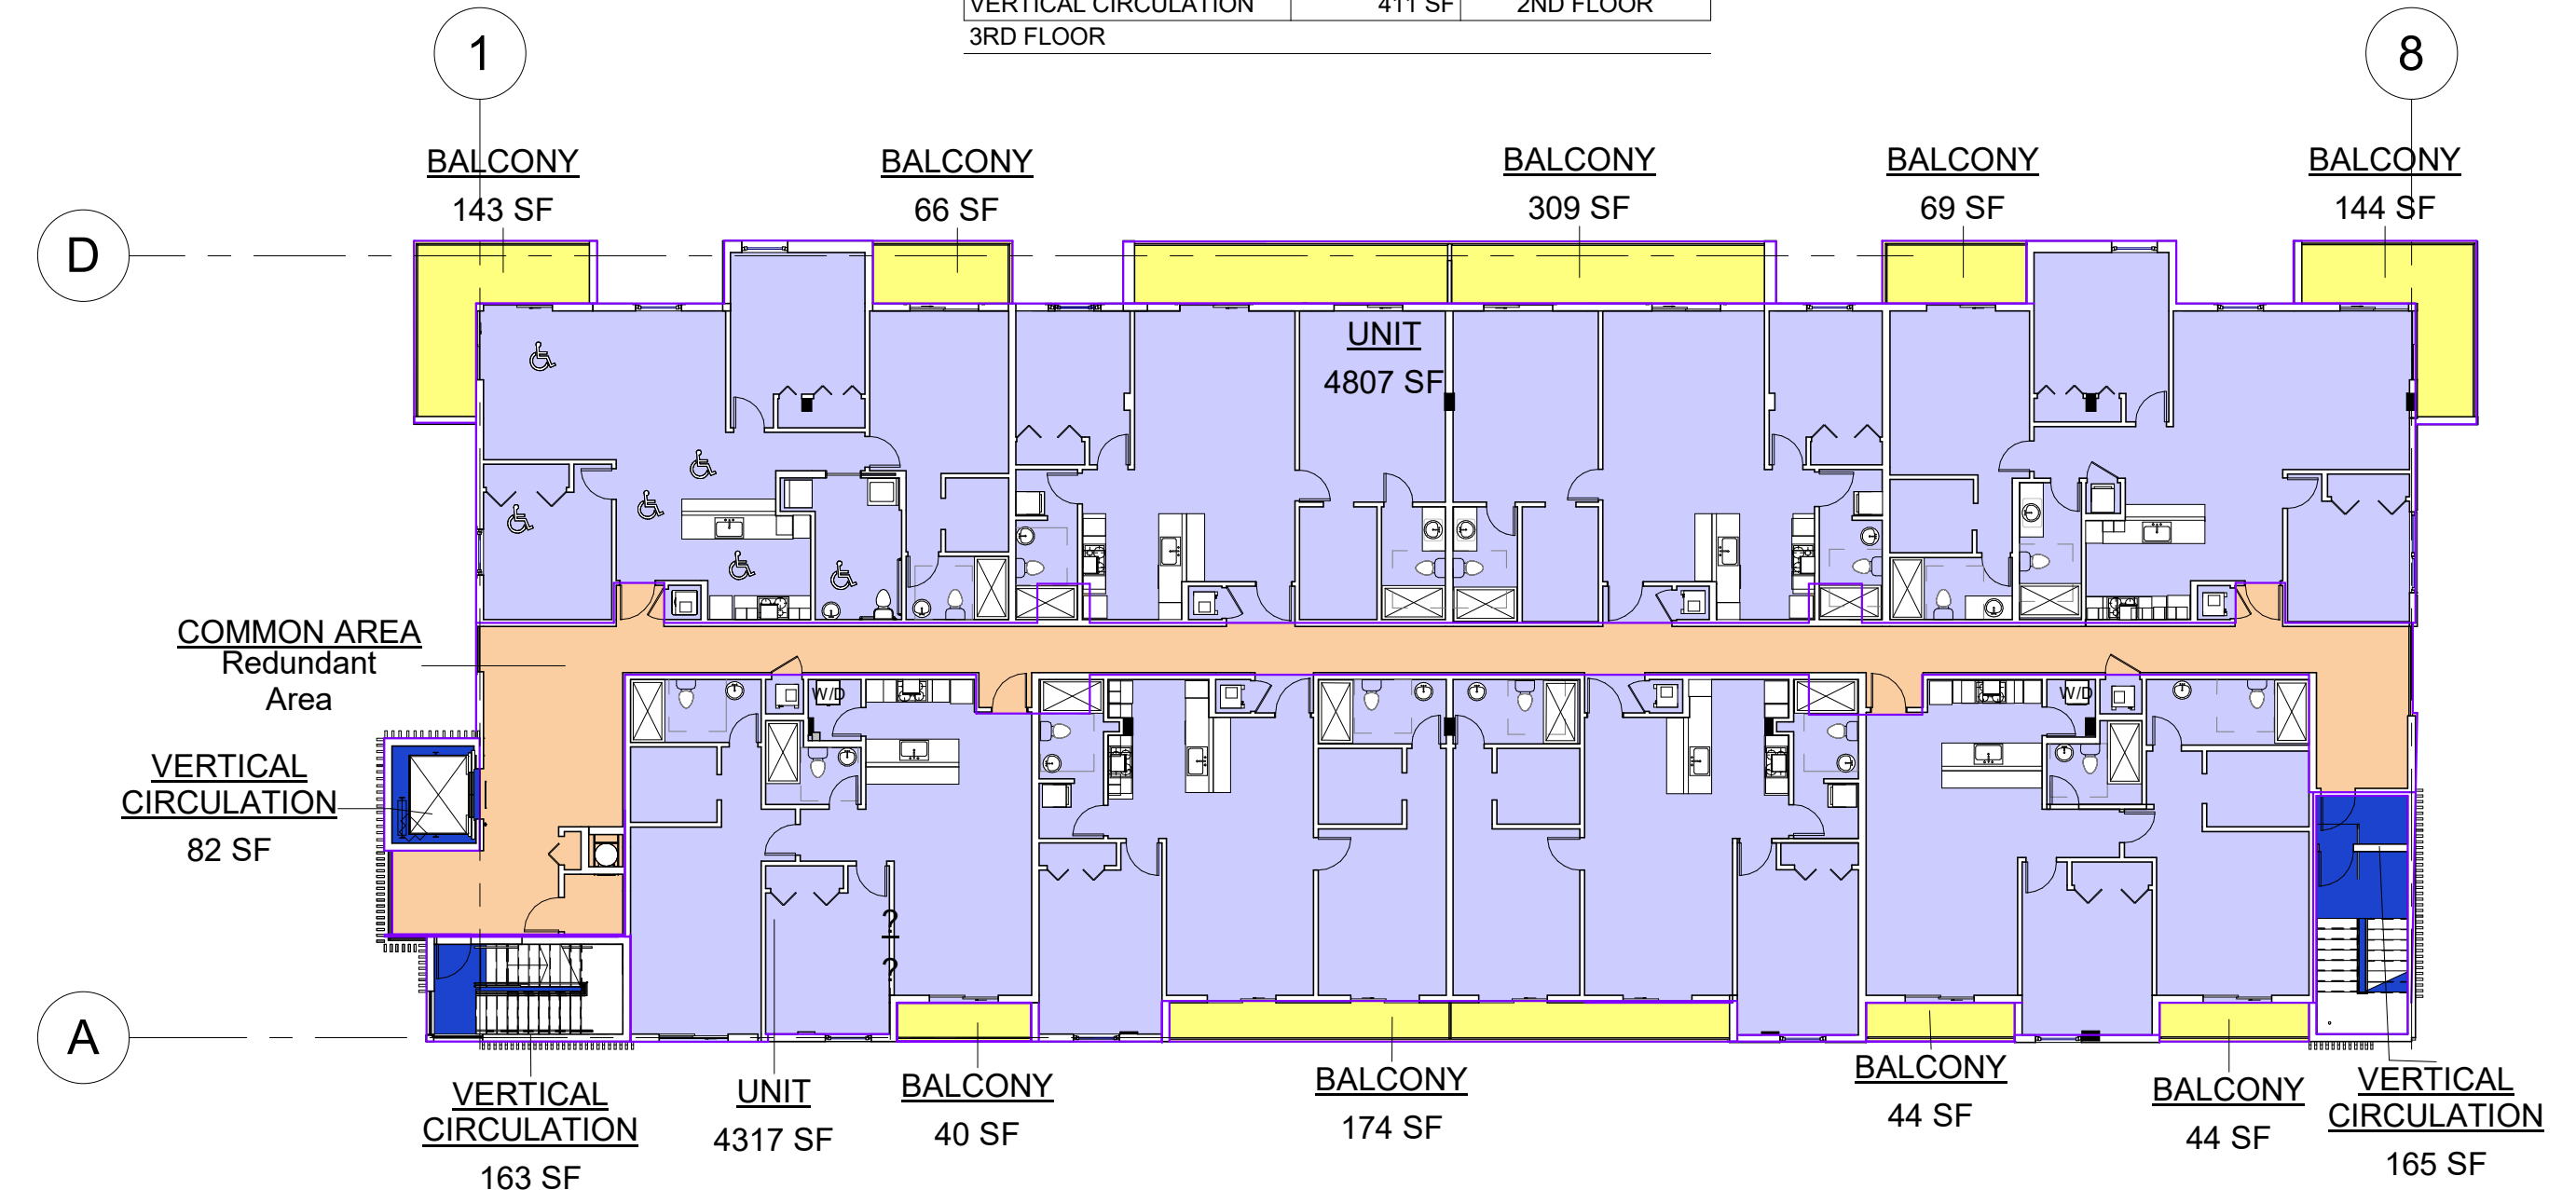 VERTICAL CIRCULATION 411 SF 2ND FLOOR
3RD FLOOR
1
8
BALCONY
143 SF
BALCONY
66 SF
BALCONY
309 SF
BALCONY
69 SF
BALCONY
144 SF
D
UNIT
4807 SF
COMMON AREA
Redundant
Area
W/D
W/D
VERTICAL
CIRCULATION
82 SF
?
?
A
VERTICAL
CIRCULATION
163 SF
UNIT
4317 SF
BALCONY
40 SF
BALCONY
174 SF
BALCONY
44 SF
BALCONY
44 SF
VERTICAL
CIRCULATION
165 SF